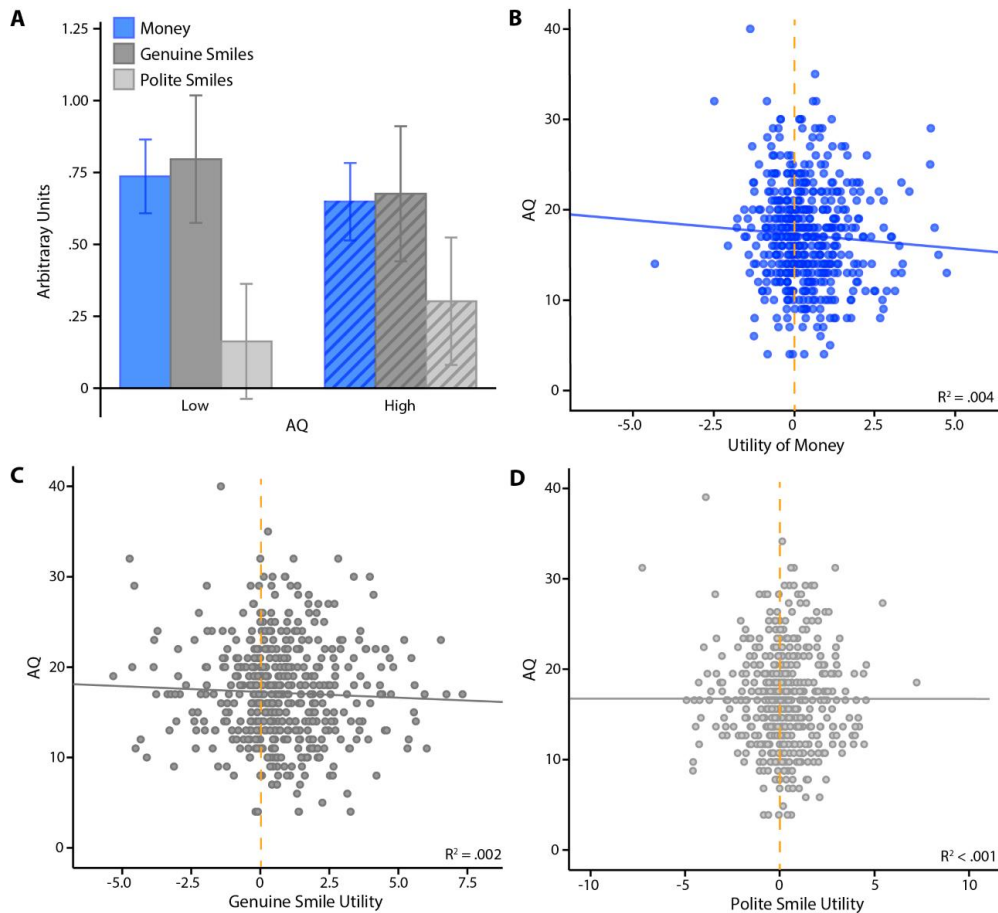 A
Money
Genuine Smiles
Polite Smiles
1.25
1.00
.75
.50
.25
0
Arbitraray Units
Low
High
AQ
B
40
30
20
10
0
AQ
-5.0
-2.5
0
2.5
5.0
Utility of Money
R² = .004
C
40
30
20
10
0
AQ
-5.0
-2.5
0
2.5
5.0
7.5
Genuine Smile Utility
R² = .002
D
40
30
20
10
0
AQ
-10
-5
0
5
10
Polite Smile Utility
R² < .001